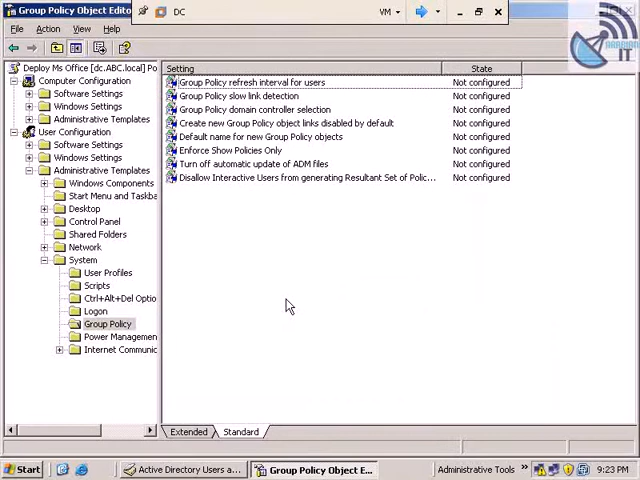 Group Policy Object Editor
DC
VM
File Action View Help
Deploy Ms Office [dc.ABC.local] Po
Computer Configuration
Software Settings
Windows Settings
Administrative Templates
User Configuration
Software Settings
Windows Settings
Administrative Templates
Windows Components
Start Menu and Taskba
Desktop
Control Panel
Shared Folders
Network
System
User Profiles
Scripts
Ctrl+Alt+Del Optio
Logon
Group Policy
Power Managemen
Internet Communic
Setting State
Group Policy refresh interval for users Not configured
Group Policy slow link detection Not configured
Group Policy domain controller selection Not configured
Create new Group Policy object links disabled by default Not configured
Default name for new Group Policy objects Not configured
Enforce Show Policies Only Not configured
Turn off automatic update of ADM files Not configured
Disallow Interactive Users from generating Resultant Set of Polic... Not configured
Extended Standard
Start
Active Directory Users a...
Group Policy Object E...
Administrative Tools
9:23 PM
IT